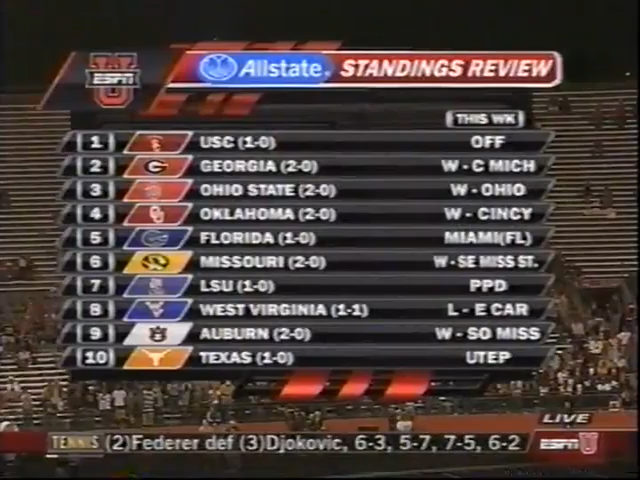 ESPN U
Allstate. STANDINGS REVIEW
THIS WK
1 USC (1-0) OFF
2 GEORGIA (2-0) W - C MICH
3 OHIO STATE (2-0) W - OHIO
4 OKLAHOMA (2-0) W - CINCY
5 FLORIDA (1-0) MIAMI(FL)
6 MISSOURI (2-0) W - SE MISS ST.
7 LSU (1-0) PPD
8 WEST VIRGINIA (1-1) L - E CAR
9 AUBURN (2-0) W - SO MISS
10 TEXAS (1-0) UTEP
LIVE
TENNIS (2)Federer def (3)Djokovic, 6-3, 5-7, 7-5, 6-2 ESPN U